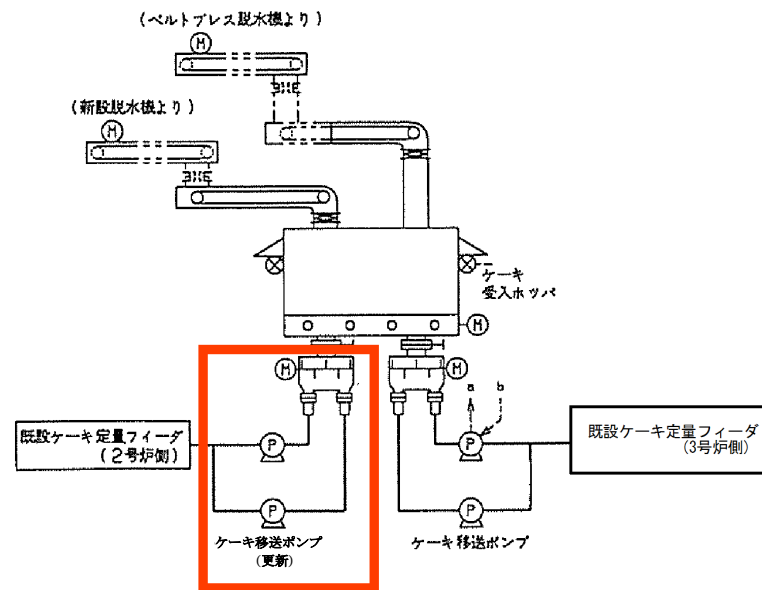 (ベルトプレス脱水機より)
M
(新設脱水機より)
M
ケーキ
受入ホッパ
M
M
M
a
b
既設ケーキ定量フィーダ
(2号炉側)
P
P
既設ケーキ定量フィーダ
(3号炉側)
P
P
ケーキ移送ポンプ
(更新)
ケーキ移送ポンプ